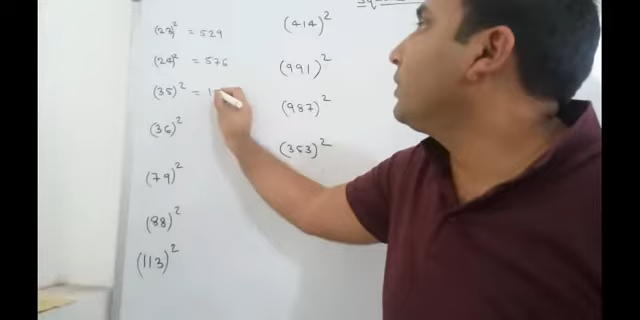 (23)² = 529
(24)² = 576
(35)² = 1
(36)²
(79)²
(88)²
(113)²
(414)²
(991)²
(987)²
(353)²